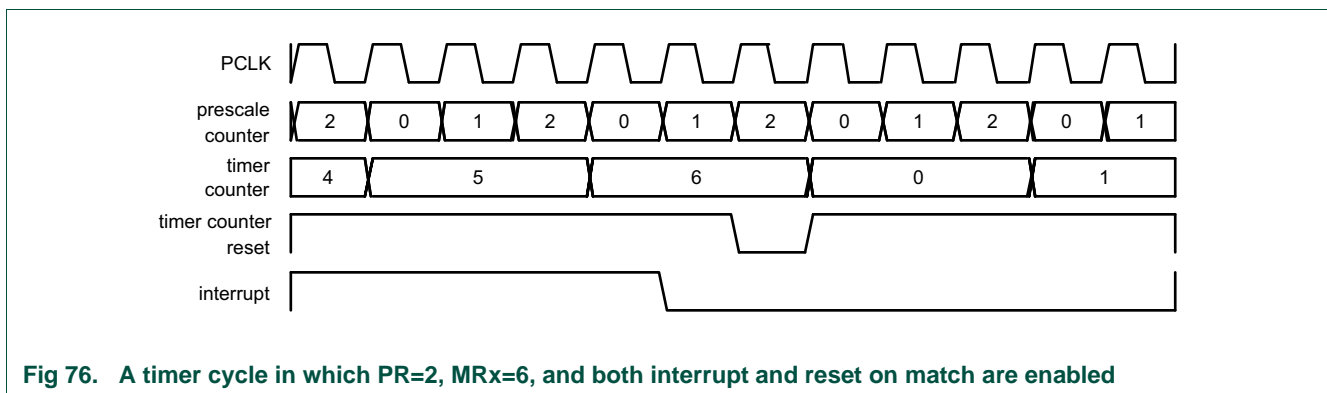 PCLK
prescale
counter
2 0 1 2 0 1 2 0 1 2 0 1
timer
counter
4 5 6 0 1
timer counter
reset
interrupt
Fig 76. A timer cycle in which PR=2, MRx=6, and both interrupt and reset on match are enabled